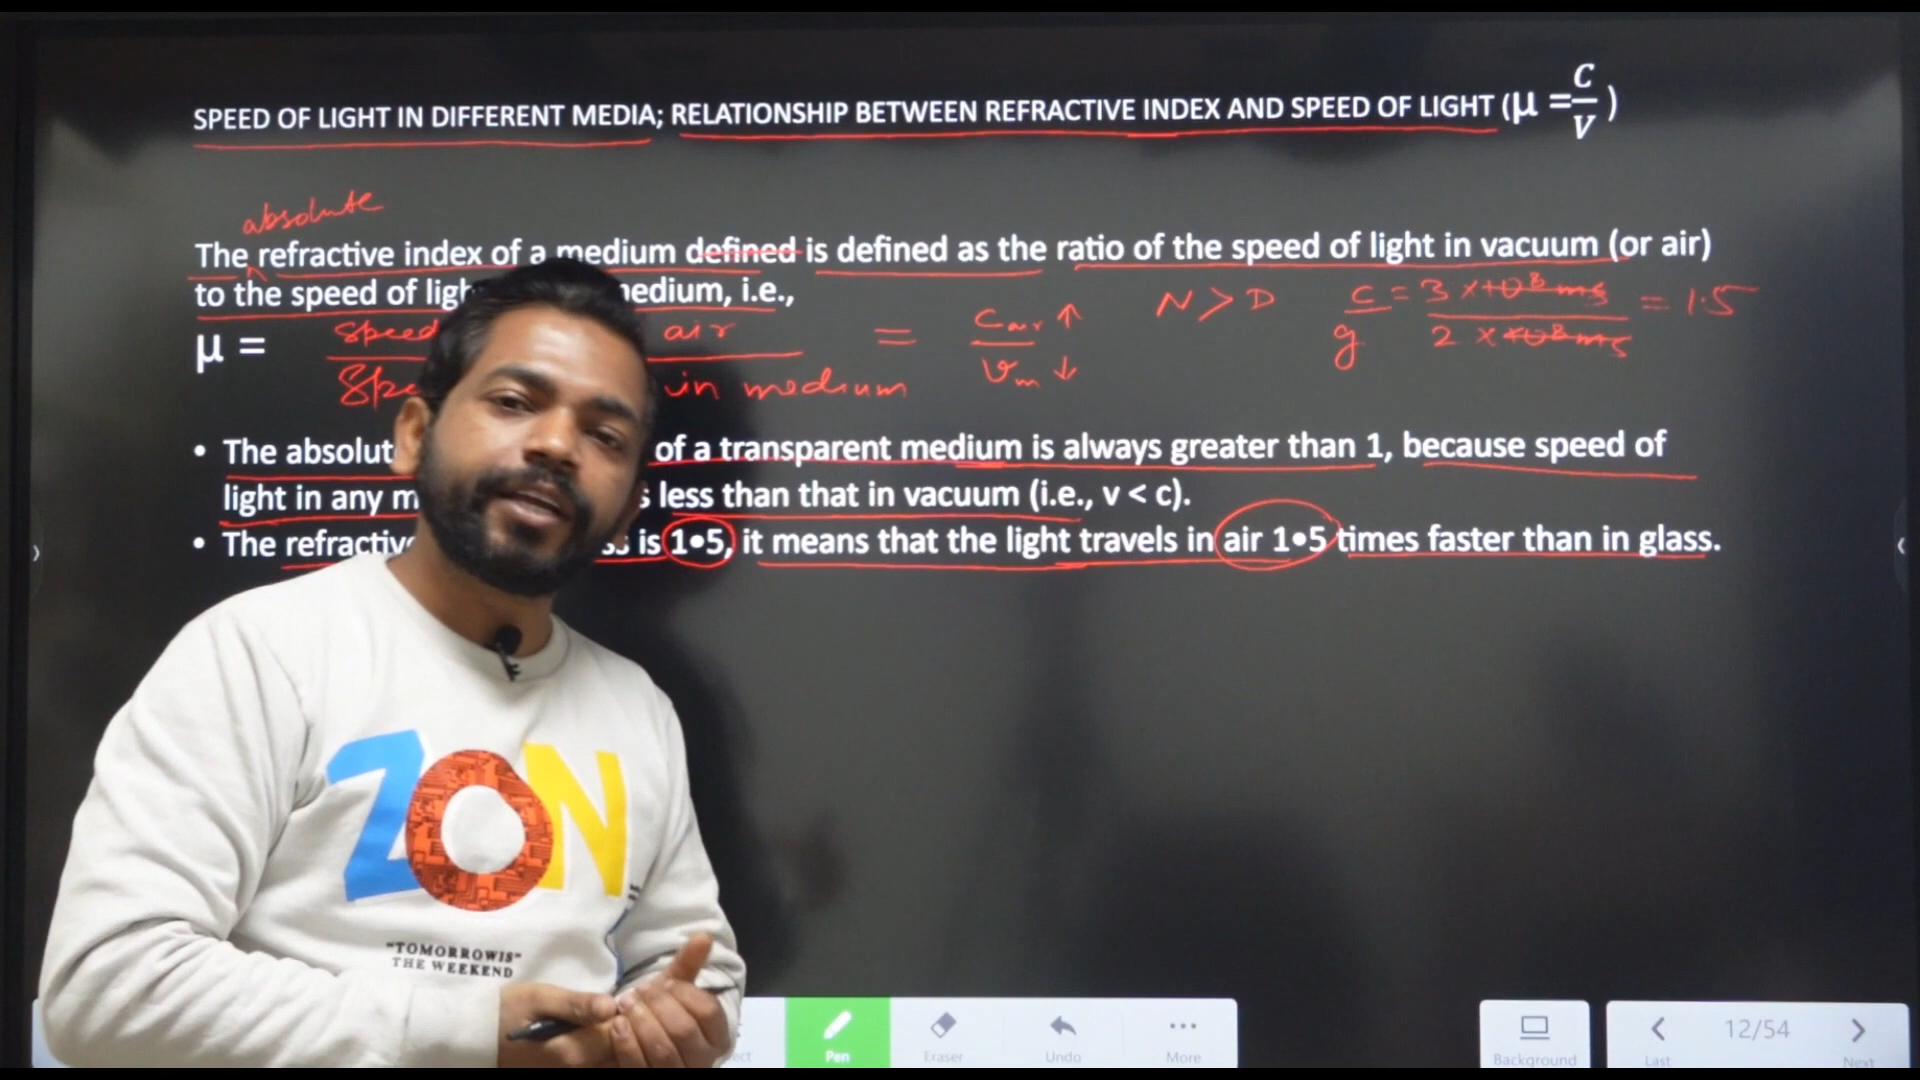 SPEED OF LIGHT IN DIFFERENT MEDIA; RELATIONSHIP BETWEEN REFRACTIVE INDEX AND SPEED OF LIGHT (μ = C/V)
absolute
The refractive index of a medium defined is defined as the ratio of the speed of light in vacuum (or air)
to the speed of medium, i.e.,
μ = speed air / in medium = Cair ↑ / vm ↓
N > D
c/g = 3 × 10⁸ ms / 2 × 10⁸ ms = 1.5
• The of a transparent medium is always greater than 1, because speed of
light in any less than that in vacuum (i.e., v < c).
• The is 1•5, it means that the light travels in air 1•5 times faster than in glass.
ZON
"TOMORROWIS"
THE WEEKEND
Pen
Eraser
Undo
More
Background
Last
12/54
Next